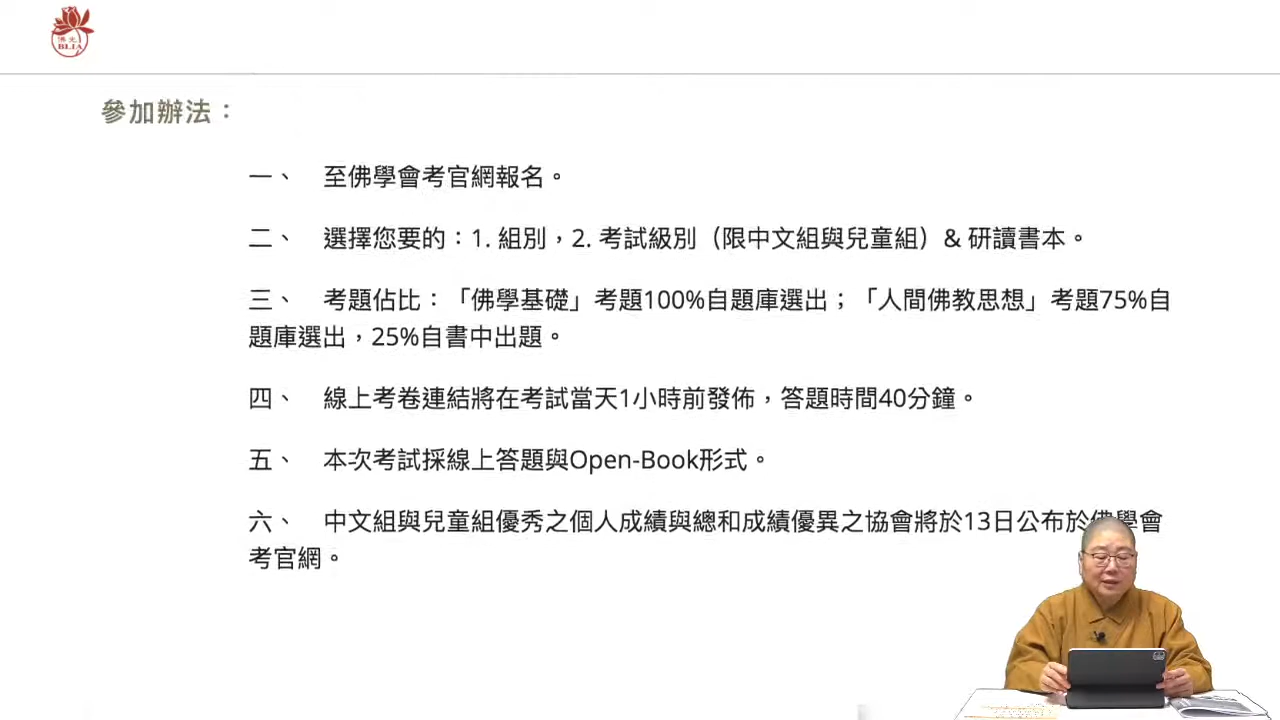 佛光
BLIA
參加辦法：
一、 至佛學會考官網報名。
二、 選擇您要的：1. 組別，2. 考試級別（限中文組與兒童組）& 研讀書本。
三、 考題佔比：「佛學基礎」考題100%自題庫選出；「人間佛教思想」考題75%自
題庫選出，25%自書中出題。
四、 線上考卷連結將在考試當天1小時前發佈，答題時間40分鐘。
五、 本次考試採線上答題與Open-Book形式。
六、 中文組與兒童組優秀之個人成績與總和成績優異之協會將於13日公布於佛學會
考官網。